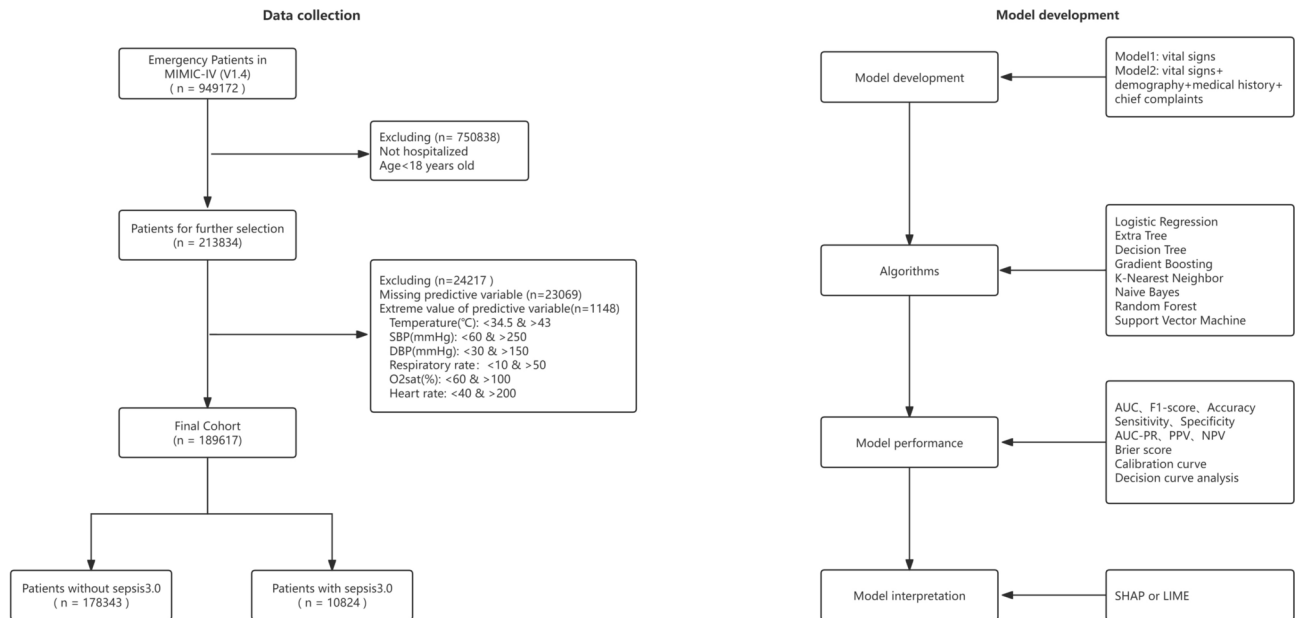 Data collection
Emergency Patients in
MIMIC-IV (V1.4)
( n = 949172 )
Excluding (n= 750838)
Not hospitalized
Age<18 years old
Patients for further selection
(n = 213834)
Excluding (n=24217 )
Missing predictive variable (n=23069)
Extreme value of predictive variable(n=1148)
Temperature(℃): <34.5 & >43
SBP(mmHg): <60 & >250
DBP(mmHg): <30 & >150
Respiratory rate: <10 & >50
O2sat(%): <60 & >100
Heart rate: <40 & >200
Final Cohort
(n = 189617)
Patients without sepsis3.0
( n = 178343)
Patients with sepsis3.0
( n = 10824 )
Model development
Model development
Model1: vital signs
Model2: vital signs+
demography+medical history+
chief complaints
Algorithms
Logistic Regression
Extra Tree
Decision Tree
Gradient Boosting
K-Nearest Neighbor
Naive Bayes
Random Forest
Support Vector Machine
Model performance
AUC、F1-score、Accuracy
Sensitivity、Specificity
AUC-PR、PPV、NPV
Brier score
Calibration curve
Decision curve analysis
Model interpretation
SHAP or LIME